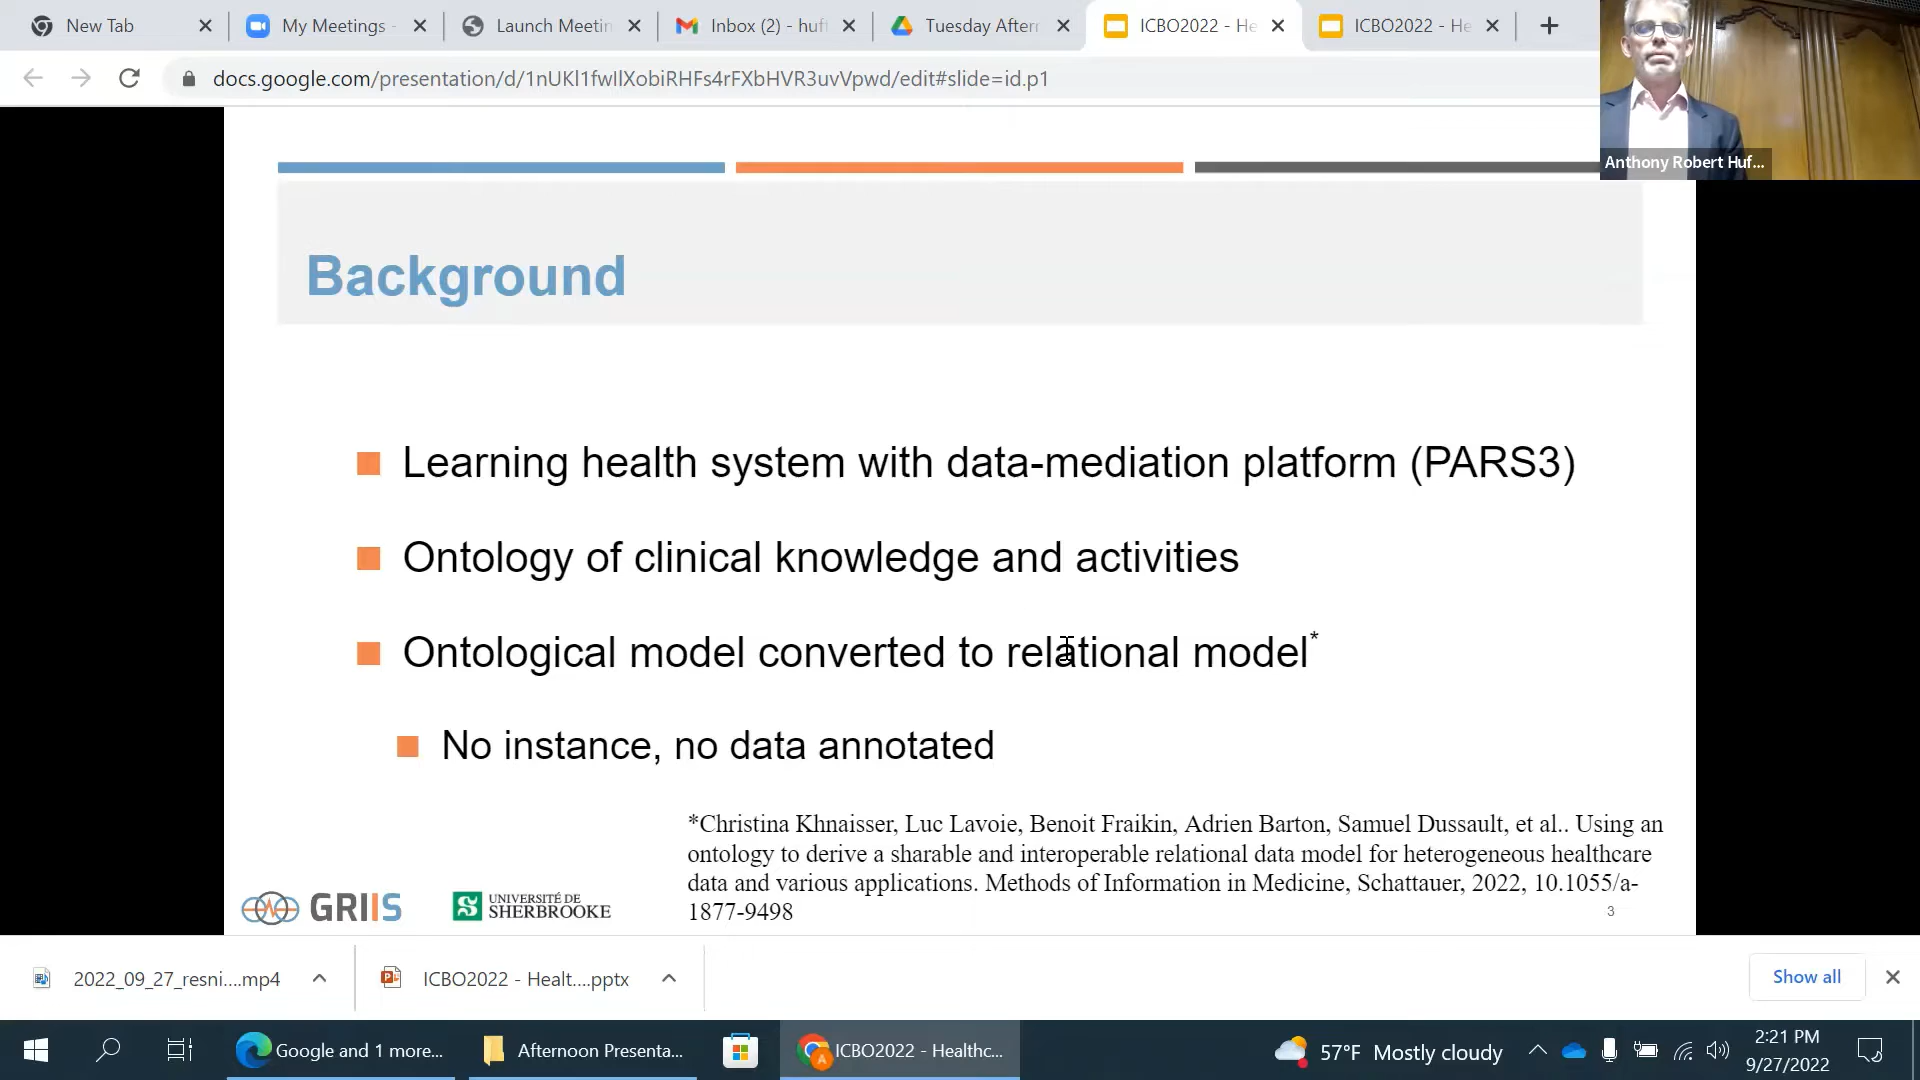 New Tab
My Meetings -
Launch Meetin
Inbox (2) - huff
Tuesday Aftern
ICBO2022 - He
ICBO2022 - He
docs.google.com/presentation/d/1nUKl1fwIlXobiRHFs4rFXbHVR3uvVpwd/edit#slide=id.p1
Anthony Robert Huf...
Background
Learning health system with data-mediation platform (PARS3)
Ontology of clinical knowledge and activities
Ontological model converted to relational model*
No instance, no data annotated
*Christina Khnaisser, Luc Lavoie, Benoit Fraikin, Adrien Barton, Samuel Dussault, et al.. Using an
ontology to derive a sharable and interoperable relational data model for heterogeneous healthcare
data and various applications. Methods of Information in Medicine, Schattauer, 2022, 10.1055/a-
1877-9498
GRIIS
UNIVERSITÉ DE
SHERBROOKE
3
2022_09_27_resni....mp4
ICBO2022 - Healt....pptx
Show all
Google and 1 more...
Afternoon Presenta...
ICBO2022 - Healthc...
57°F Mostly cloudy
2:21 PM
9/27/2022